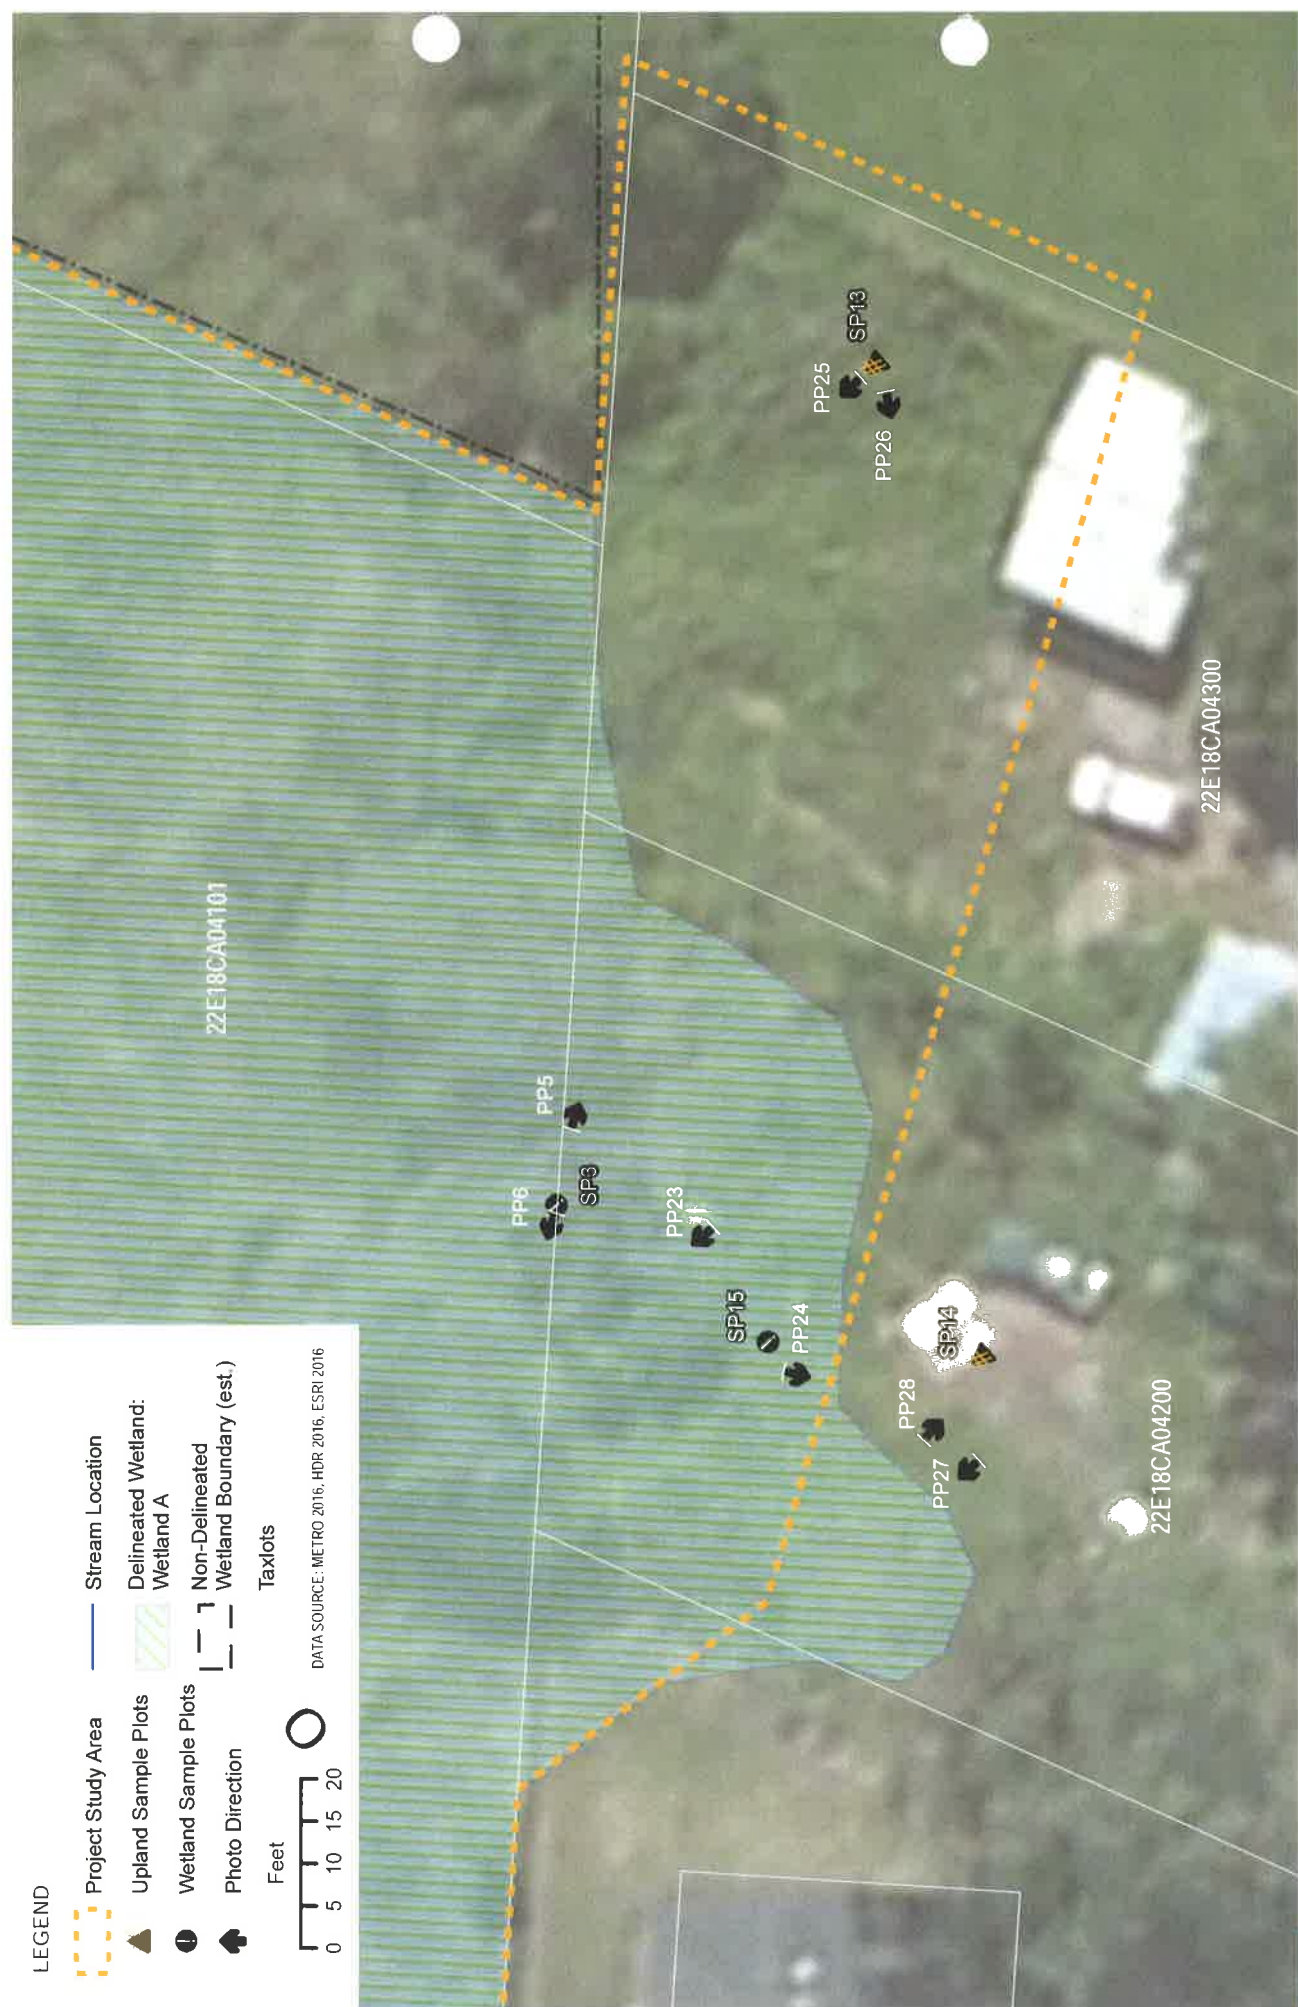 LEGEND
Project Study Area
Upland Sample Plots
Wetland Sample Plots
Photo Direction
Stream Location
Delineated Wetland:
Wetland A
Non-Delineated
Wetland Boundary (est.)
Taxlots
Feet
0 5 10 15 20
DATA SOURCE: METRO 2016, HDR 2016, ESRI 2016
22E18CA04101
PP6
PP5
SP3
PP23
SP15
PP24
PP25
SP13
PP26
PP28
SP14
PP27
22E18CA04200
22E18CA04300